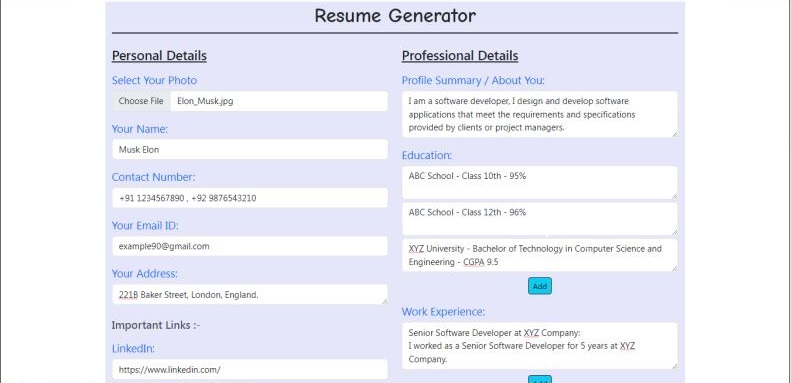 Resume Generator
Personal Details
Select Your Photo
Choose File Elon_Musk.jpg
Your Name:
Musk Elon
Contact Number:
+91 1234567890 , +92 9876543210
Your Email ID:
example90@gmail.com
Your Address:
221B Baker Street, London, England.
Important Links :-
LinkedIn:
https://www.linkedin.com/
Professional Details
Profile Summary / About You:
I am a software developer, I design and develop software
applications that meet the requirements and specifications
provided by clients or project managers.
Education:
ABC School - Class 10th - 95%
ABC School - Class 12th - 96%
XYZ University - Bachelor of Technology in Computer Science and
Engineering - CGPA 9.5
Add
Work Experience:
Senior Software Developer at XYZ Company:
I worked as a Senior Software Developer for 5 years at XYZ
Company.